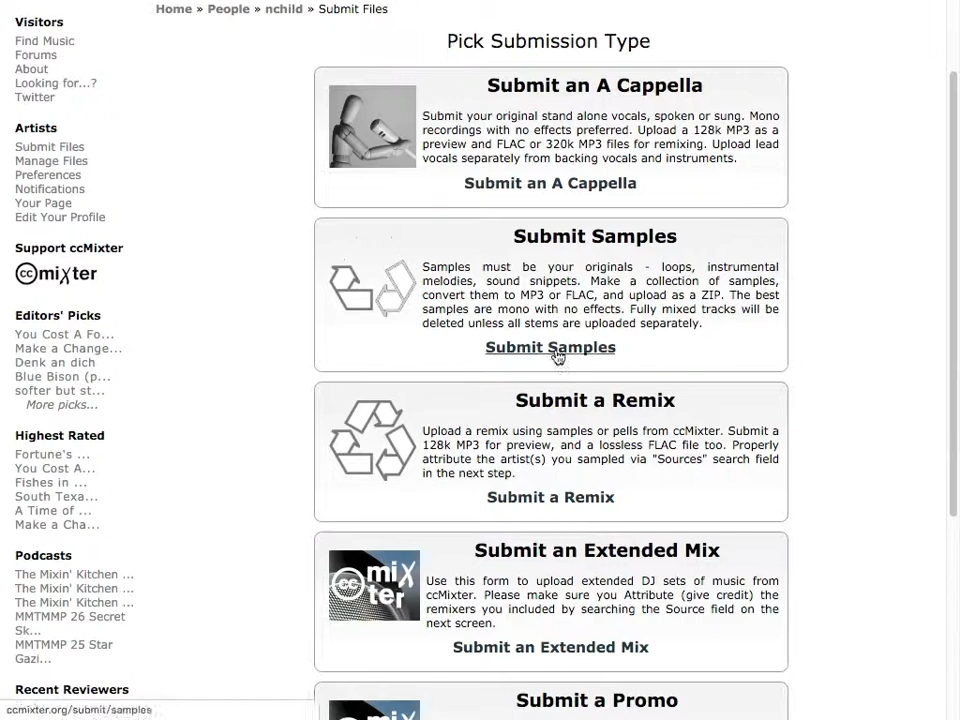 Home » People » nchild » Submit Files
Visitors
Find Music
Forums
About
Looking for...?
Twitter
Artists
Submit Files
Manage Files
Preferences
Notifications
Your Page
Edit Your Profile
Support ccMixter
cc mixter
Editors' Picks
You Cost A Fo...
Make a Change...
Denk an dich
Blue Bison (p...
softer but st...
More picks...
Highest Rated
Fortune's ...
You Cost A...
Fishes in ...
South Texa...
A Time of ...
Make a Cha...
Podcasts
The Mixin' Kitchen ...
The Mixin' Kitchen ...
The Mixin' Kitchen ...
MMTMMP 26 Secret
Sk...
MMTMMP 25 Star
Gazi...
Recent Reviewers
ccmixter.org/submit/samples
Pick Submission Type
Submit an A Cappella
Submit your original stand alone vocals, spoken or sung. Mono
recordings with no effects preferred. Upload a 128k MP3 as a
preview and FLAC or 320k MP3 files for remixing. Upload lead
vocals separately from backing vocals and instruments.
Submit an A Cappella
Submit Samples
Samples must be your originals - loops, instrumental
melodies, sound snippets. Make a collection of samples,
convert them to MP3 or FLAC, and upload as a ZIP. The best
samples are mono with no effects. Fully mixed tracks will be
deleted unless all stems are uploaded separately.
Submit Samples
Submit a Remix
Upload a remix using samples or pells from ccMixter. Submit a
128k MP3 for preview, and a lossless FLAC file too. Properly
attribute the artist(s) you sampled via "Sources" search field
in the next step.
Submit a Remix
Submit an Extended Mix
cc mixter
Use this form to upload extended DJ sets of music from
ccMixter. Please make sure you Attribute (give credit) the
remixers you included by searching the Source field on the
next screen.
Submit an Extended Mix
Submit a Promo